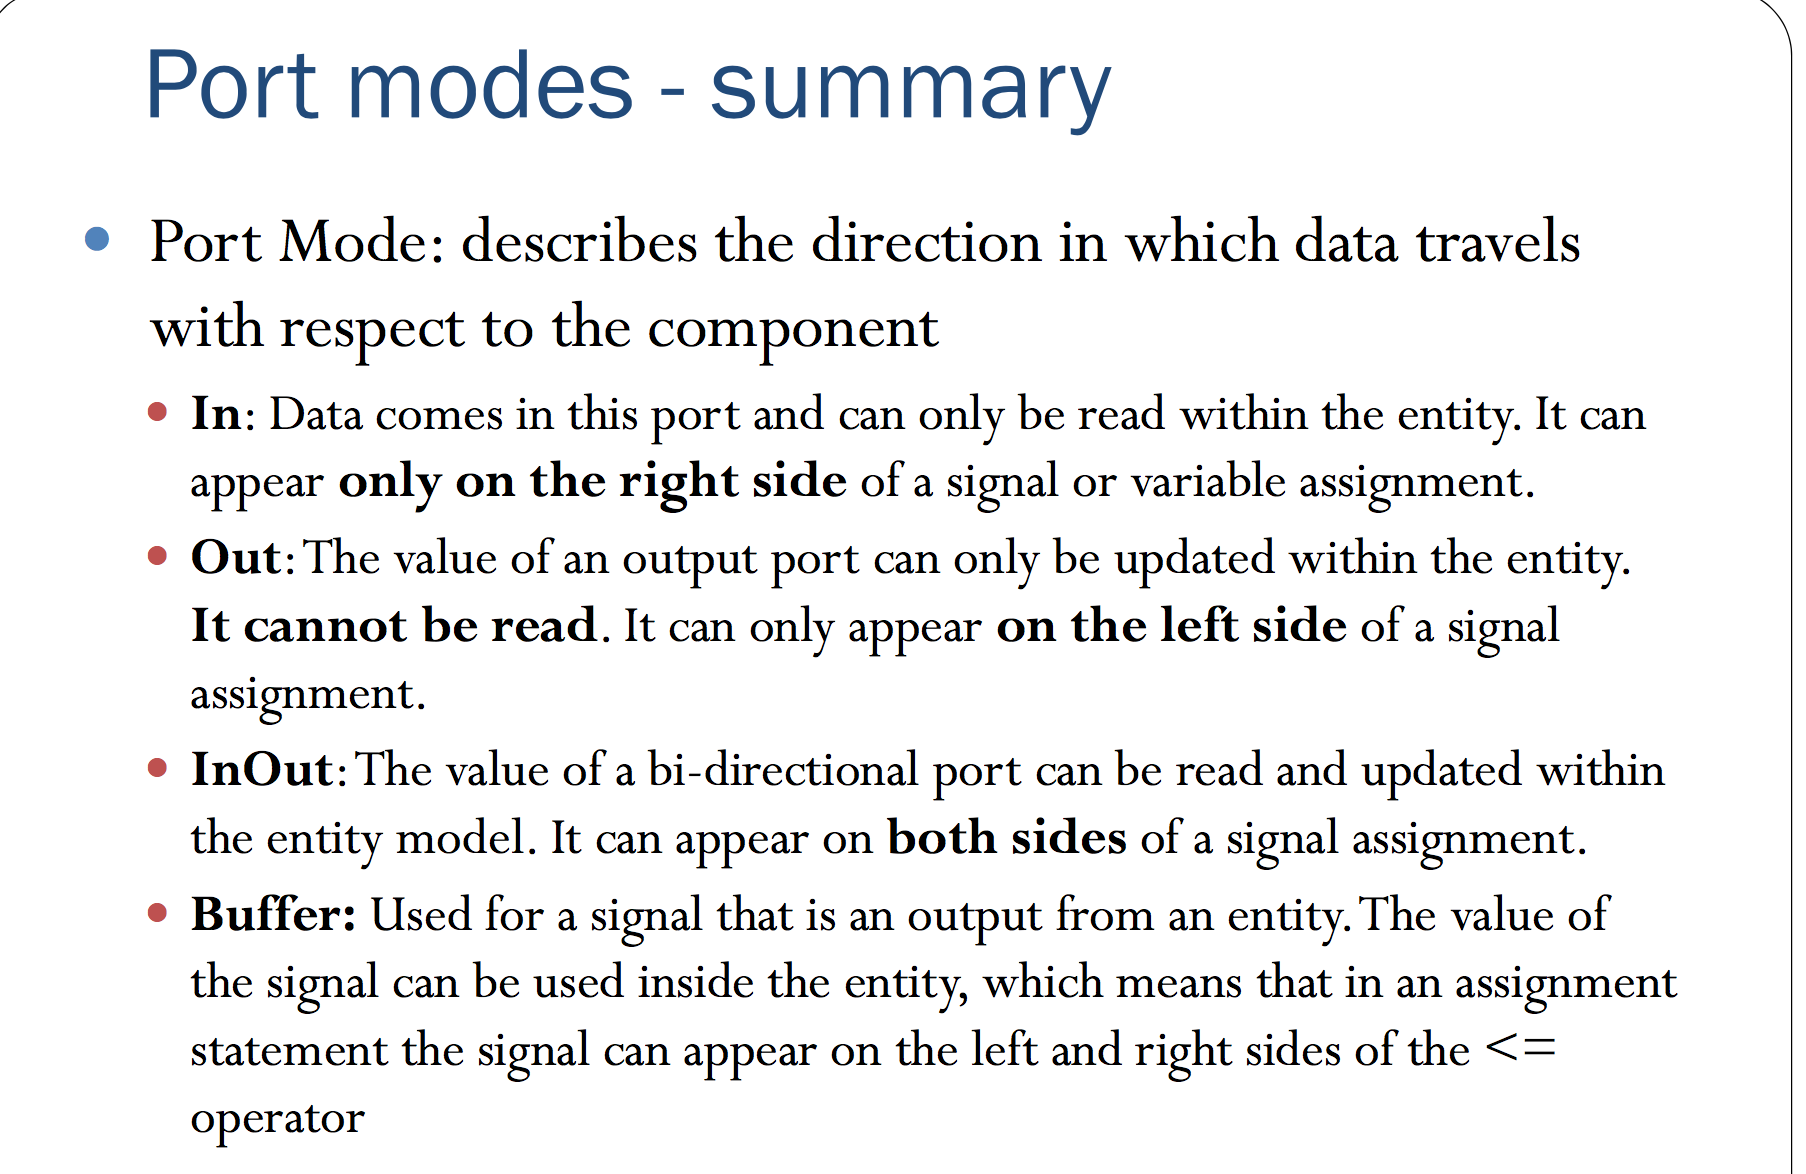 Port modes - summary
Port Mode: describes the direction in which data travels
with respect to the component
In: Data comes in this port and can only be read within the entity. It can
appear only on the right side of a signal or variable assignment.
Out: The value of an output port can only be updated within the entity.
It cannot be read. It can only appear on the left side of a signal
assignment.
InOut: The value of a bi-directional port can be read and updated within
the entity model. It can appear on both sides of a signal assignment.
Buffer: Used for a signal that is an output from an entity. The value of
the signal can be used inside the entity, which means that in an assignment
statement the signal can appear on the left and right sides of the <=
operator